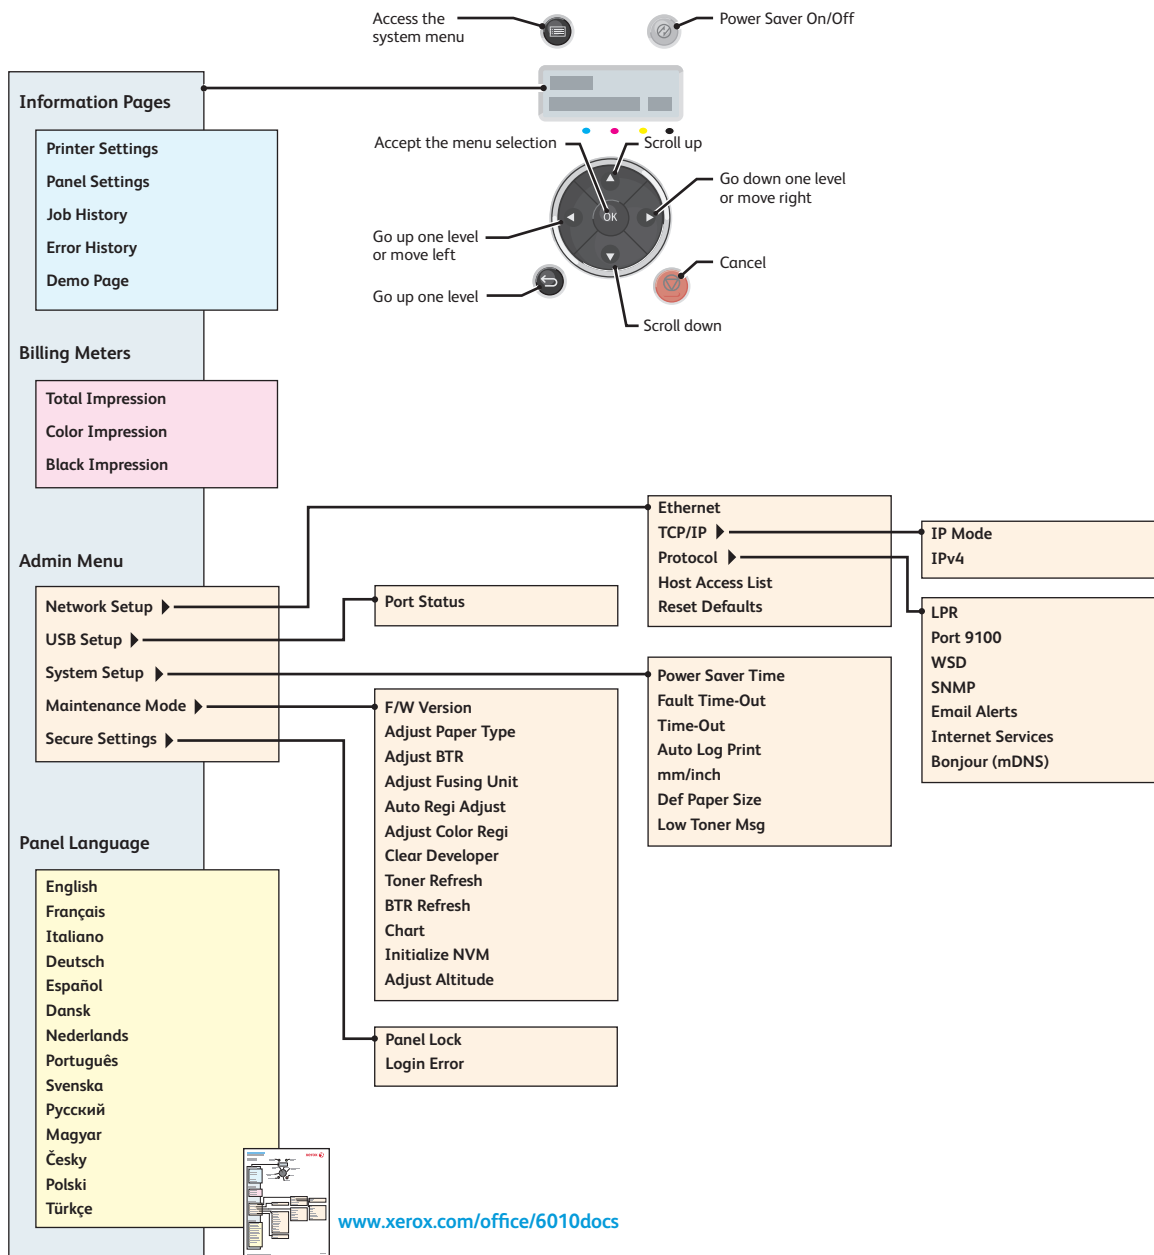 Access the
system menu
Power Saver On/Off
Accept the menu selection
Scroll up
Go down one level
or move right
OK
Go up one level
or move left
Cancel
Go up one level
Scroll down
Information Pages
Printer Settings
Panel Settings
Job History
Error History
Demo Page
Billing Meters
Total Impression
Color Impression
Black Impression
Admin Menu
Network Setup
USB Setup
System Setup
Maintenance Mode
Secure Settings
Port Status
F/W Version
Adjust Paper Type
Adjust BTR
Adjust Fusing Unit
Auto Regi Adjust
Adjust Color Regi
Clear Developer
Toner Refresh
BTR Refresh
Chart
Initialize NVM
Adjust Altitude
Panel Lock
Login Error
Ethernet
TCP/IP
Protocol
Host Access List
Reset Defaults
Power Saver Time
Fault Time-Out
Time-Out
Auto Log Print
mm/inch
Def Paper Size
Low Toner Msg
IP Mode
IPv4
LPR
Port 9100
WSD
SNMP
Email Alerts
Internet Services
Bonjour (mDNS)
Panel Language
English
Français
Italiano
Deutsch
Español
Dansk
Nederlands
Português
Svenska
Русский
Magyar
Česky
Polski
Türkçe
xerox
www.xerox.com/office/6010docs